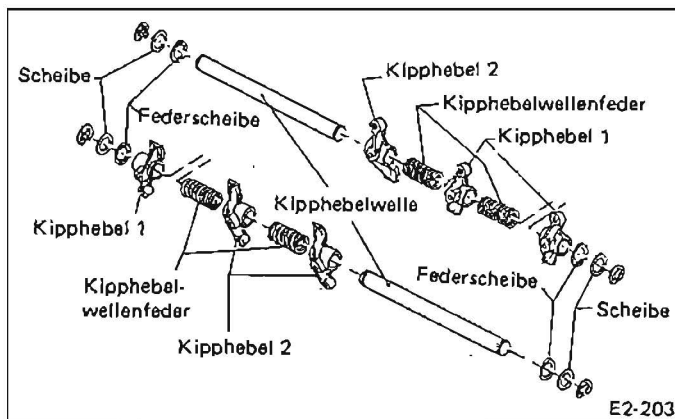 Kipphebel 2
Scheibe
Kipphebelwellenfeder
Federscheibe
Kipphebel 1
Kipphebelwelle
Kipphebel 1
Federscheibe
Kipphebel-
wellenfeder
Scheibe
Kipphebel 2
E2-203